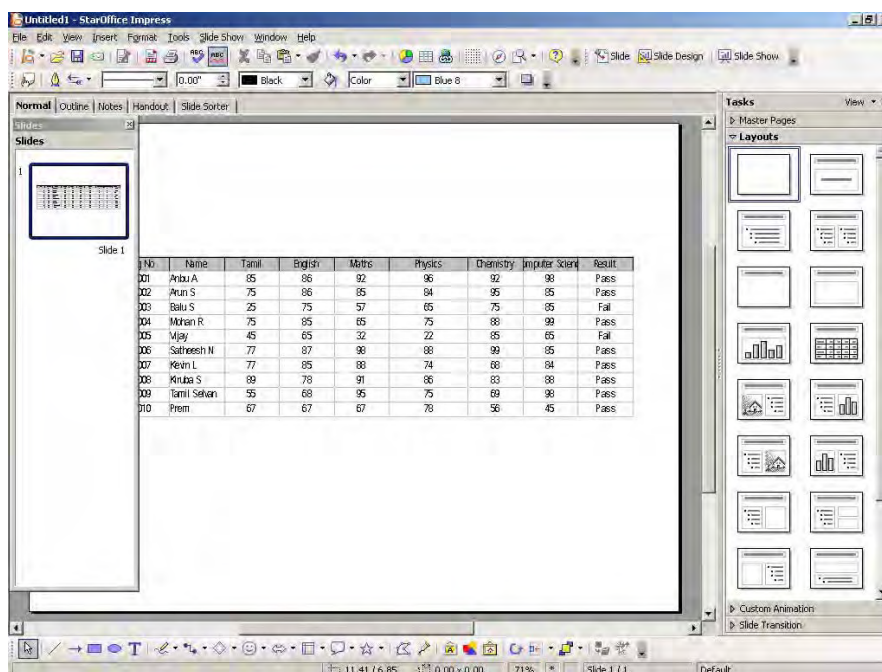 Untitled1 - StarOffice Impress
File Edit View Insert Format Tools Slide Show Window Help
Slide Slide Design Slide Show
0.00" Black Color Blue 8
Normal Outline Notes Handout Slide Sorter
Tasks View
Slides
Slides
1
Slide 1
Master Pages
Layouts
g No Name Tamil English Maths Physics Chemistry omputer Scienc Result
001 Anbu A 85 86 92 96 92 98 Pass
002 Arun S 75 86 85 84 95 85 Pass
003 Balu S 25 75 57 65 75 85 Fail
004 Mohan R 75 85 65 75 88 99 Pass
005 Vijay 45 65 32 22 85 65 Fail
006 Satheesh N 77 87 98 88 99 85 Pass
007 Kevin L 77 85 88 74 68 84 Pass
008 Kiruba S 89 78 91 86 83 88 Pass
009 Tamil Selvan 55 68 95 75 69 98 Pass
010 Prem 67 67 67 78 56 45 Pass
Custom Animation
Slide Transition
11.41 / 6.85 0.00 x 0.00 71% * Slide 1 / 1 Default